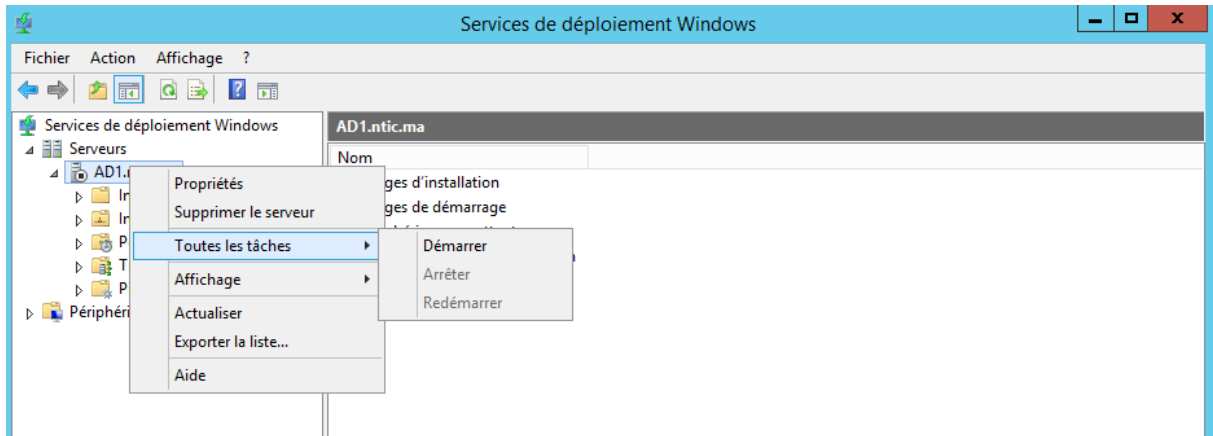 Services de déploiement Windows
Fichier Action Affichage ?
Services de déploiement Windows
Serveurs
AD1.
AD1.ntic.ma
Nom
ges d'installation
ges de démarrage
Propriétés
Supprimer le serveur
Toutes les tâches
Affichage
Actualiser
Exporter la liste...
Aide
Démarrer
Arrêter
Redémarrer
In
In
P
T
P
Périphéri